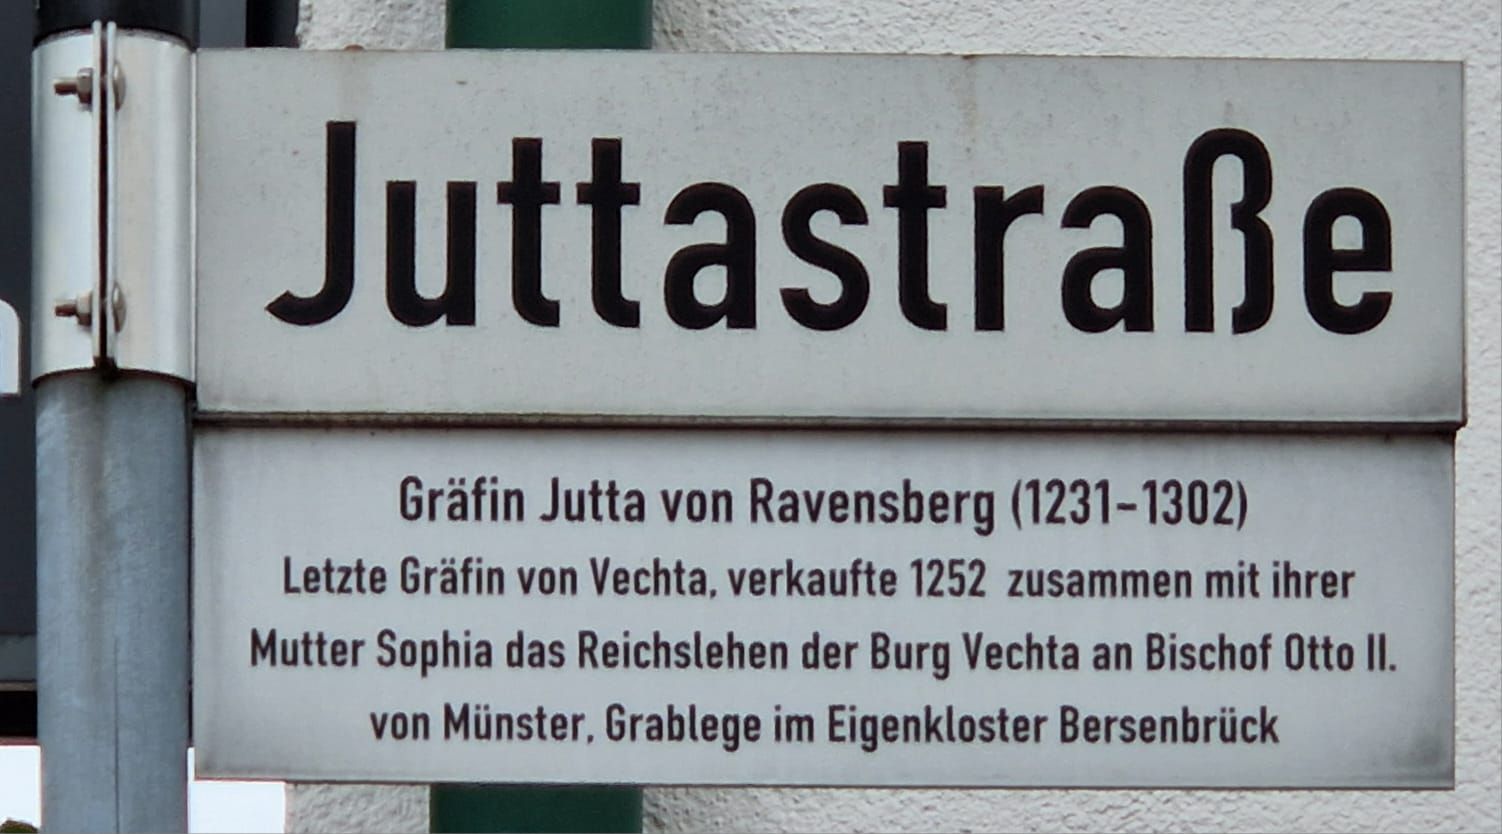 Juttastraße
Gräfin Jutta von Ravensberg (1231-1302)
Letzte Gräfin von Vechta, verkaufte 1252 zusammen mit ihrer
Mutter Sophia das Reichslehen der Burg Vechta an Bischof Otto II.
von Münster, Grablege im Eigenkloster Bersenbrück